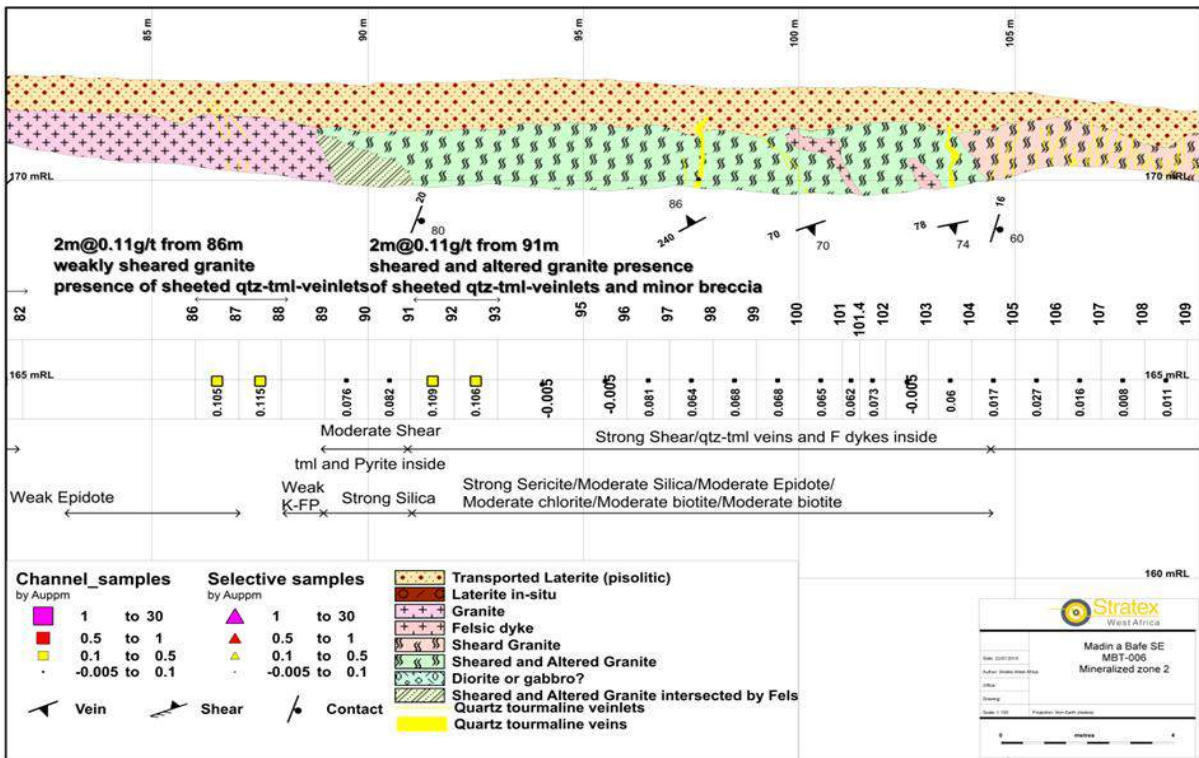 85 m
90 m
95 m
100 m
105 m
170 mRL
170 mRL
20
80
86
240
70
70
78
74
16
60
2m@0.11g/t from 86m
weakly sheared granite
presence of sheeted qtz-tml-veinlets
2m@0.11g/t from 91m
sheared and altered granite presence
of sheeted qtz-tml-veinlets and minor breccia
82 86 87 88 89 90 91 92 93 95 96 97 98 99 100 101 101.4 102 103 104 105 106 107 108 109
165 mRL
165 mRL
0.105 0.115 0.076 0.082 0.109 0.106 -0.005 -0.005 0.081 0.064 0.068 0.068 0.065 0.062 0.073 -0.005 0.06 0.017 0.027 0.016 0.008 0.011
Moderate Shear
tml and Pyrite inside
Strong Shear/qtz-tml veins and F dykes inside
Weak Epidote
Weak
K-FP
Strong Silica
Strong Sericite/Moderate Silica/Moderate Epidote/
Moderate chlorite/Moderate biotite/Moderate biotite
160 mRL
Channel_samples
by Auppm
1 to 30
0.5 to 1
0.1 to 0.5
-0.005 to 0.1
Selective samples
by Auppm
1 to 30
0.5 to 1
0.1 to 0.5
-0.005 to 0.1
Vein
Shear
Contact
Transported Laterite (pisolitic)
Laterite in-situ
Granite
Felsic dyke
Sheard Granite
Sheared and Altered Granite
Diorite or gabbro?
Sheared and Altered Granite intersected by Fels
Quartz tourmaline veinlets
Quartz tourmaline veins
Stratex
West Africa
Madin a Bafe SE
MBT-006
Mineralized zone 2
Author: Stratex West Africa
Office:
Drawing:
Projection: Non-Earth (metres)
0 metres 4